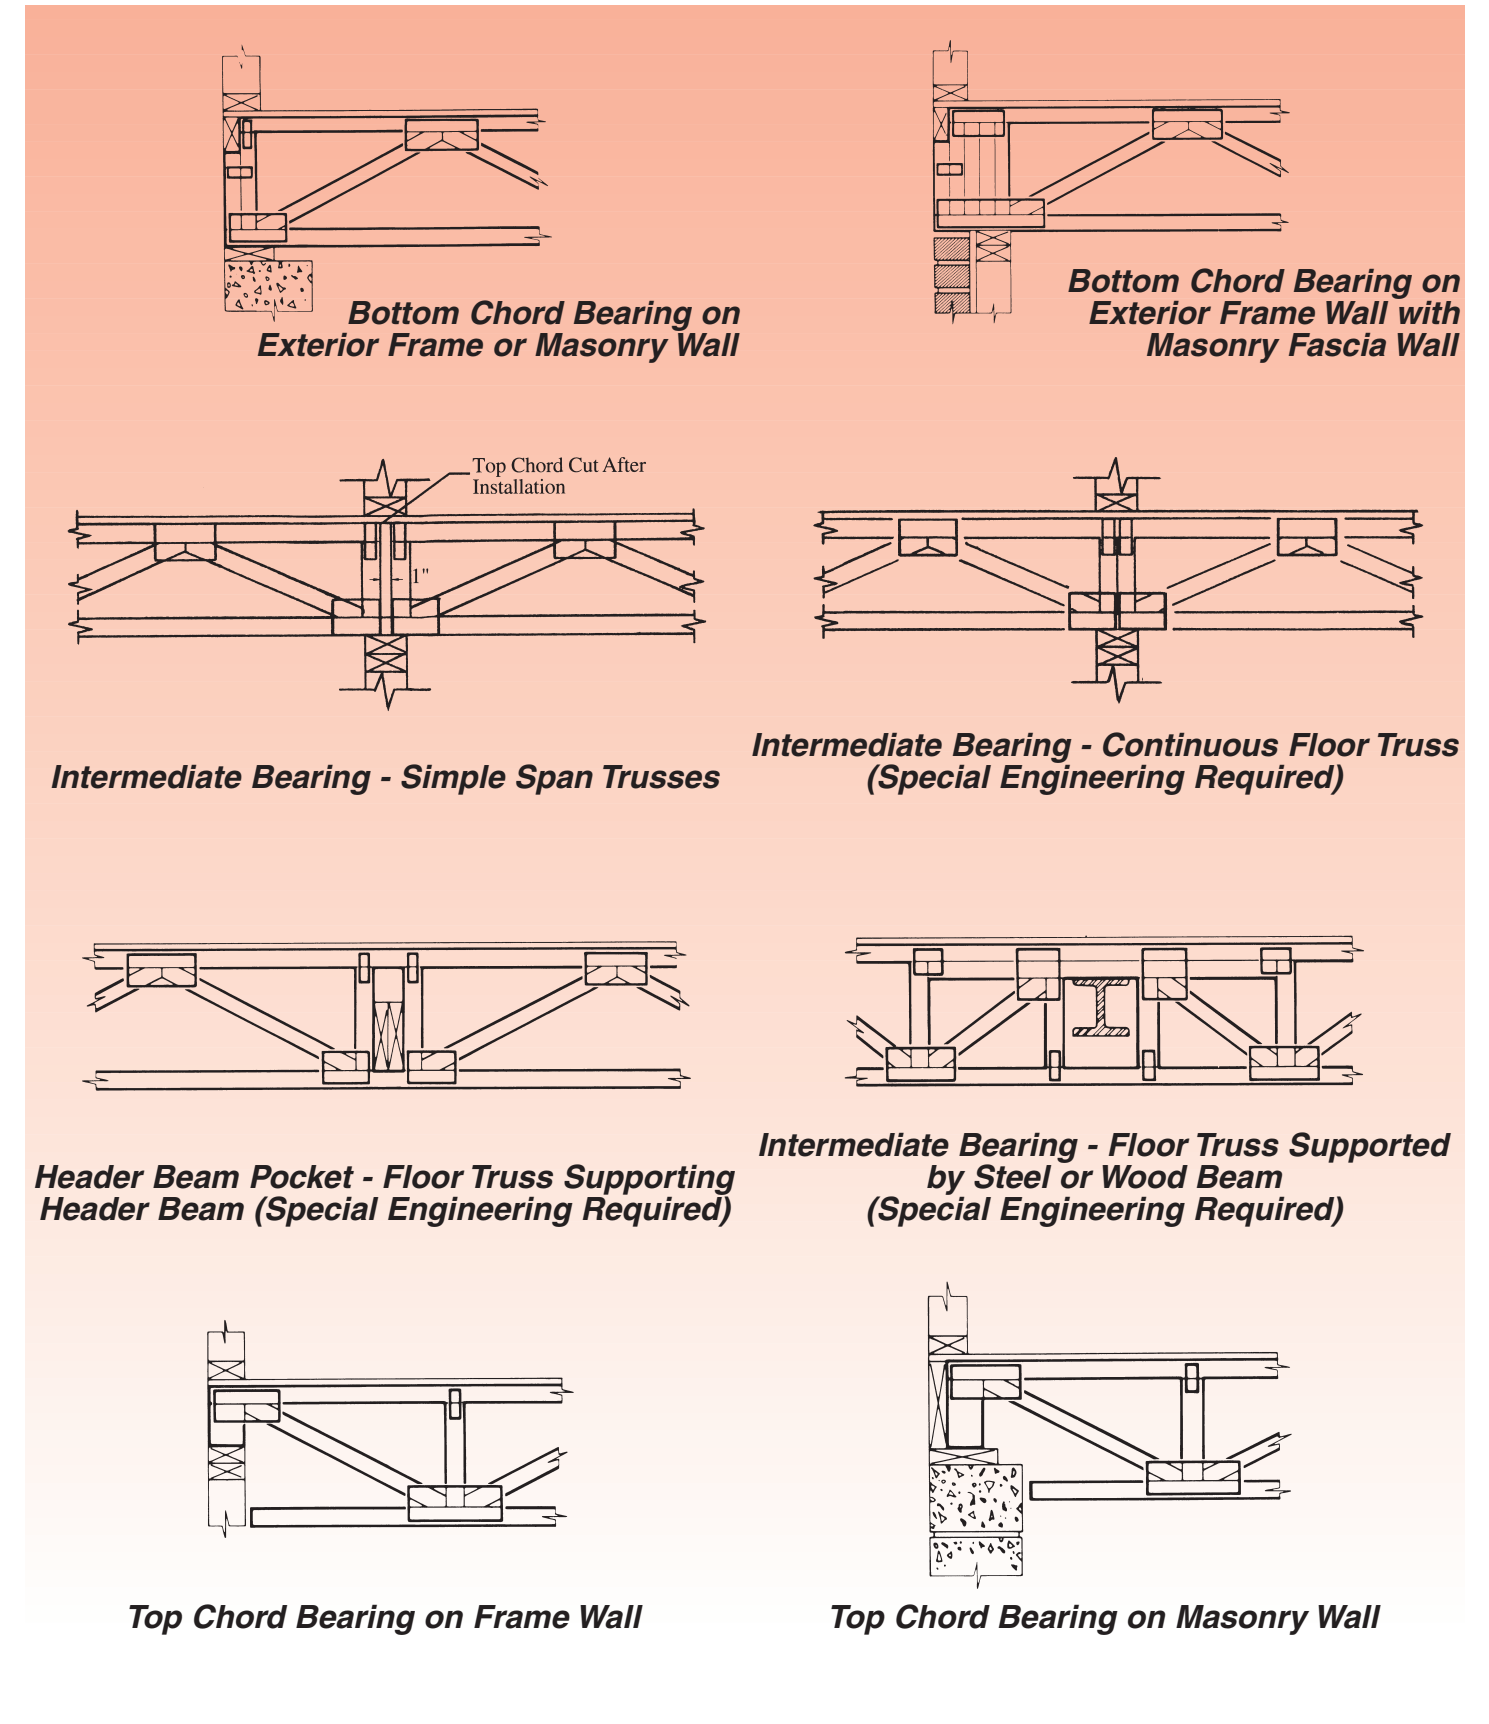 Bottom Chord Bearing on
Exterior Frame or Masonry Wall
Bottom Chord Bearing on
Exterior Frame Wall with
Masonry Fascia Wall
Top Chord Cut After
Installation
1"
Intermediate Bearing - Simple Span Trusses
Intermediate Bearing - Continuous Floor Truss
(Special Engineering Required)
Header Beam Pocket - Floor Truss Supporting
Header Beam (Special Engineering Required)
Intermediate Bearing - Floor Truss Supported
by Steel or Wood Beam
(Special Engineering Required)
Top Chord Bearing on Frame Wall
Top Chord Bearing on Masonry Wall